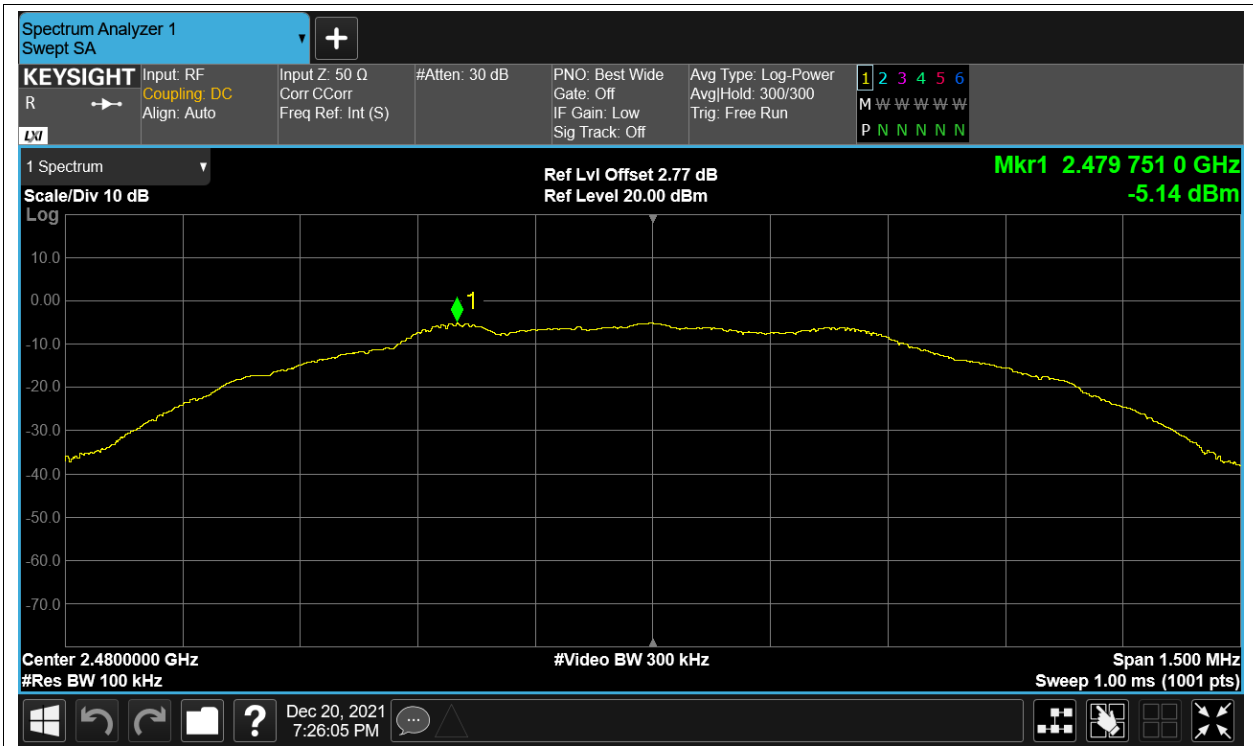 Spectrum Analyzer 1
Swept SA
KEYSIGHT
R
LXI
Input: RF
Coupling: DC
Align: Auto
Input Z: 50 Ω
Corr CCorr
Freq Ref: Int (S)
#Atten: 30 dB
PNO: Best Wide
Gate: Off
IF Gain: Low
Sig Track: Off
Avg Type: Log-Power
Avg|Hold: 300/300
Trig: Free Run
1 2 3 4 5 6
M W W W W W W
P N N N N N N
1 Spectrum
Scale/Div 10 dB
Log
Ref Lvl Offset 2.77 dB
Ref Level 20.00 dBm
Mkr1 2.479 751 0 GHz
-5.14 dBm
10.0
0.00
-10.0
-20.0
-30.0
-40.0
-50.0
-60.0
-70.0
1
Center 2.4800000 GHz
#Res BW 100 kHz
#Video BW 300 kHz
Span 1.500 MHz
Sweep 1.00 ms (1001 pts)
?
Dec 20, 2021
7:26:05 PM